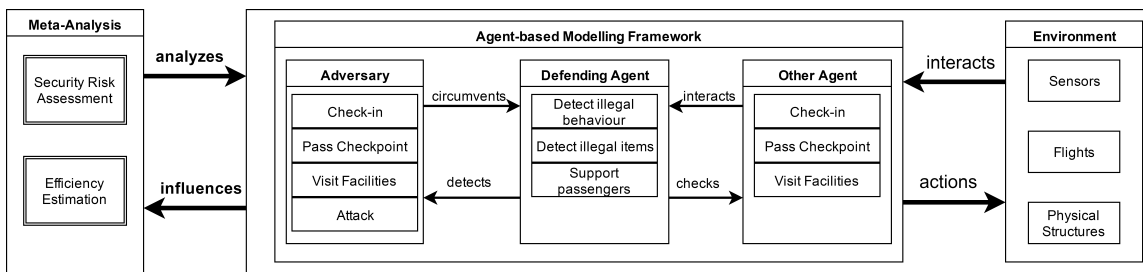 Meta-Analysis
Security Risk
Assessment
Efficiency
Estimation
analyzes
influences
Agent-based Modelling Framework
Adversary
Check-in
Pass Checkpoint
Visit Facilities
Attack
circumvents
detects
Defending Agent
Detect illegal
behaviour
Detect illegal items
Support
passengers
interacts
checks
Other Agent
Check-in
Pass Checkpoint
Visit Facilities
interacts
actions
Environment
Sensors
Flights
Physical
Structures